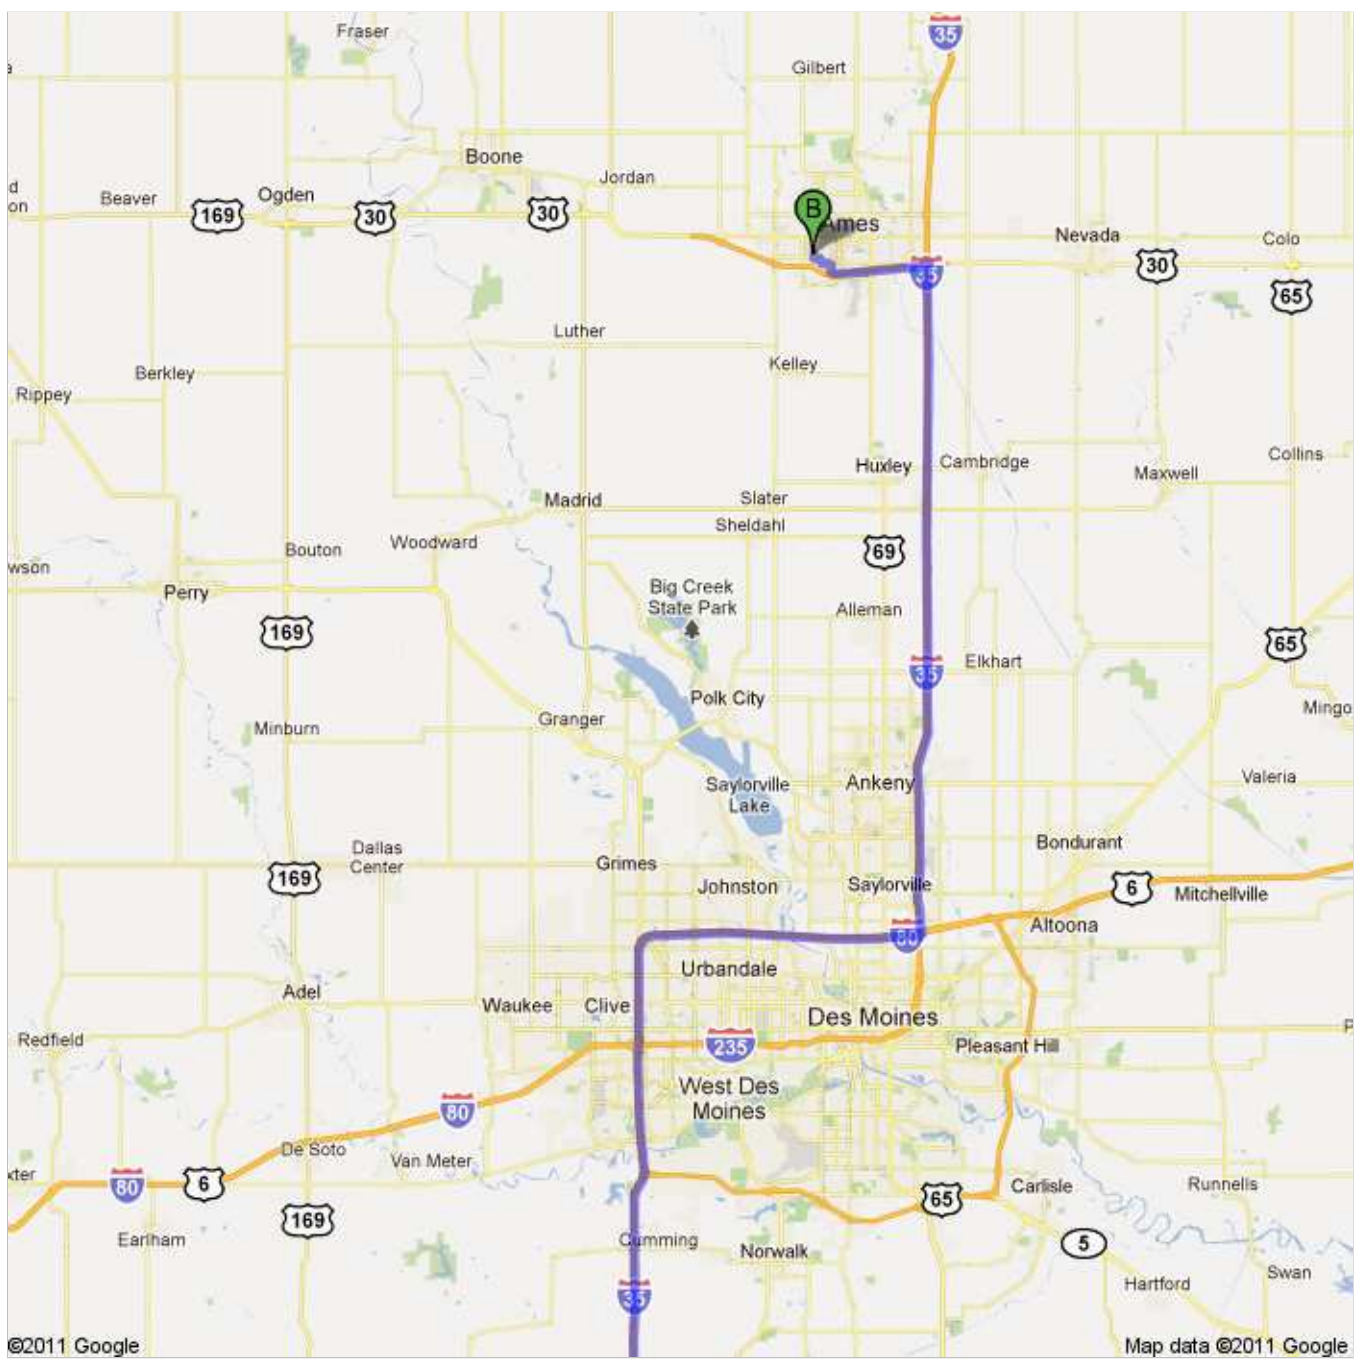 Fraser
35
Gilbert
Boone
Jordan
Beaver
169
Ogden
30
30
B
Ames
Nevada
30
Colo
65
35
Luther
Kelley
Berkley
Rippey
Huxley
Cambridge
Collins
Maxwell
Madrid
Slater
Sheldahl
Bouton
Woodward
69
wson
Perry
Big Creek
State Park
Alleman
169
65
35
Elkhart
Polk City
Mingo
Granger
Minburn
Ankeny
Valeria
Saylorville
Lake
Bondurant
Dallas
Center
Grimes
169
Johnston
Saylorville
6
Mitchellville
80
Altoona
Urbandale
Adel
Waukee
Clive
Des Moines
Redfield
235
Pleasant Hill
P
West Des
Moines
80
De Soto
Van Meter
xter
80
6
65
Carlisle
Runnells
169
Earlham
Cumming
Norwalk
5
Swan
Hartford
35
©2011 Google
Map data ©2011 Google